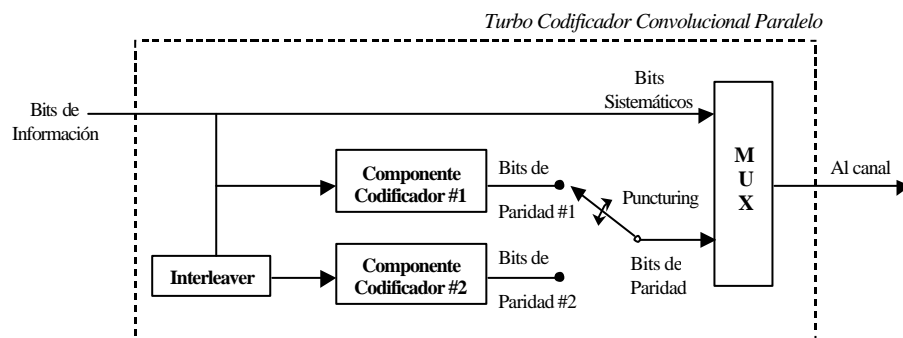 Turbo Codificador Convolucional Paralelo
Bits de
Información
Bits
Sistemáticos
Componente
Codificador #1
Bits de
Paridad #1
Puncturing
M
U
X
Al canal
Interleaver
Componente
Codificador #2
Bits de
Paridad #2
Bits de
Paridad